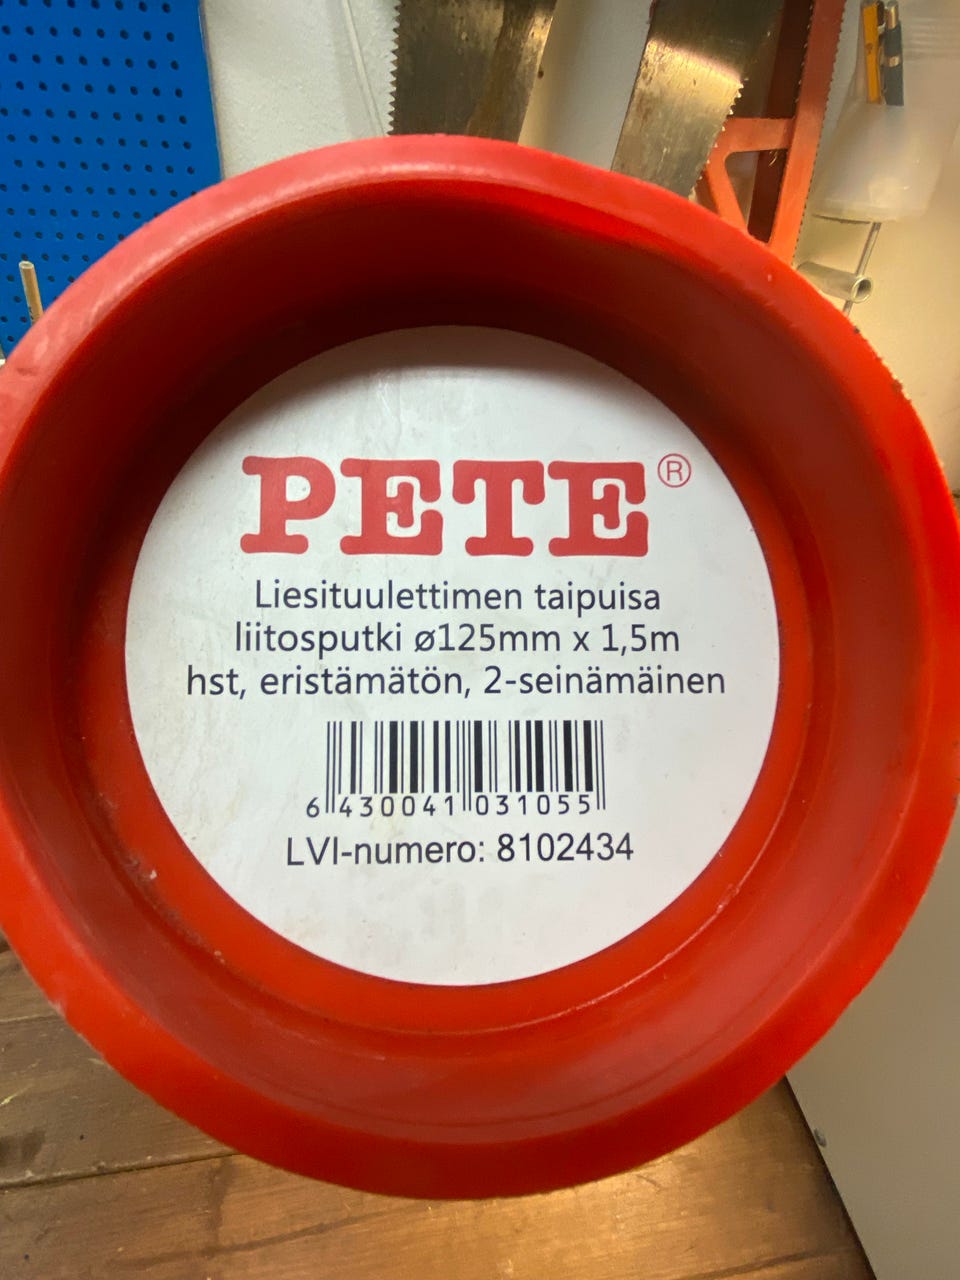 PETE®
Liesituulettimen taipuisa
liitosputki ø125mm x 1,5m
hst, eristämätön, 2-seinämäinen
6 430041 031055
LVI-numero: 8102434